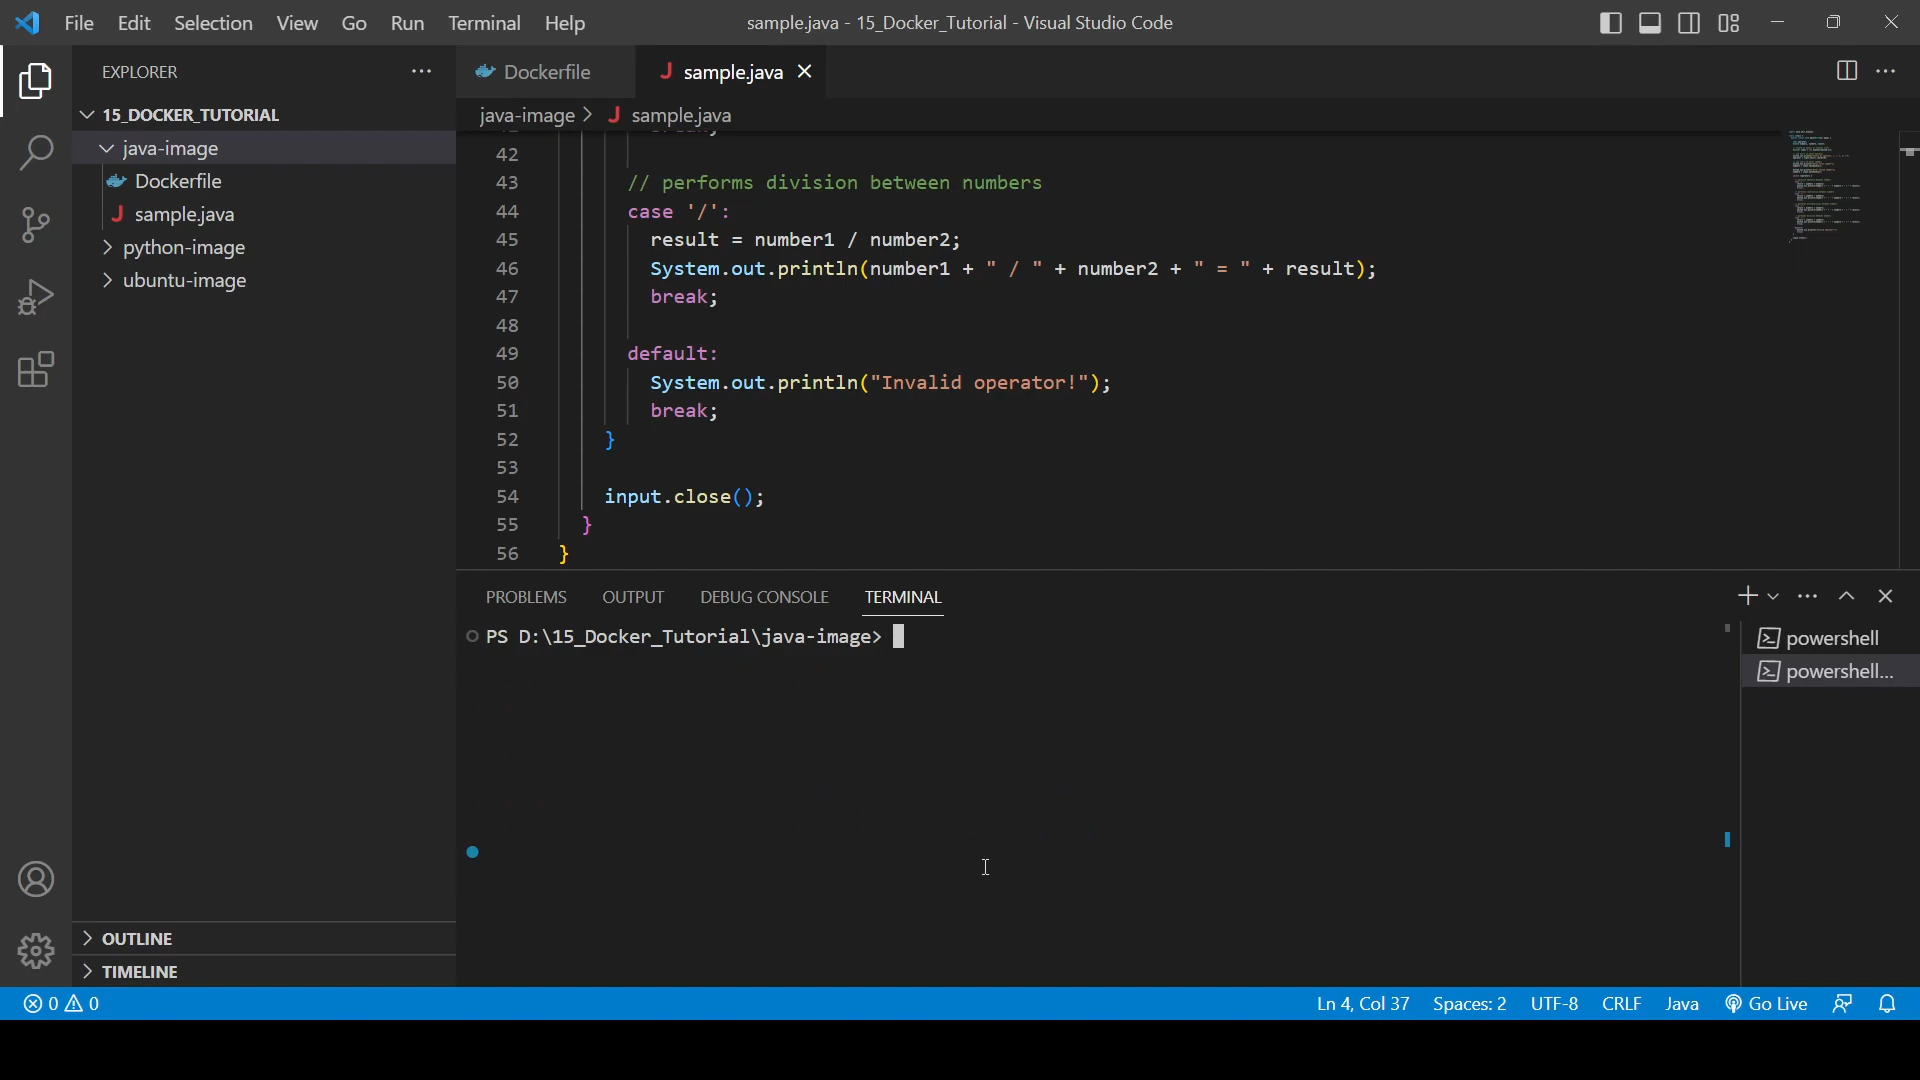 File Edit Selection View Go Run Terminal Help
sample.java - 15_Docker_Tutorial - Visual Studio Code
EXPLORER
15_DOCKER_TUTORIAL
java-image
Dockerfile
sample.java
python-image
ubuntu-image
OUTLINE
TIMELINE
Dockerfile
sample.java
java-image > sample.java
42
43 // performs division between numbers
44 case '/':
45 result = number1 / number2;
46 System.out.println(number1 + " / " + number2 + " = " + result);
47 break;
48
49 default:
50 System.out.println("Invalid operator!");
51 break;
52 }
53
54 input.close();
55 }
56 }
PROBLEMS OUTPUT DEBUG CONSOLE TERMINAL
PS D:\15_Docker_Tutorial\java-image>
powershell
powershell...
0 0
Ln 4, Col 37 Spaces: 2 UTF-8 CRLF Java Go Live